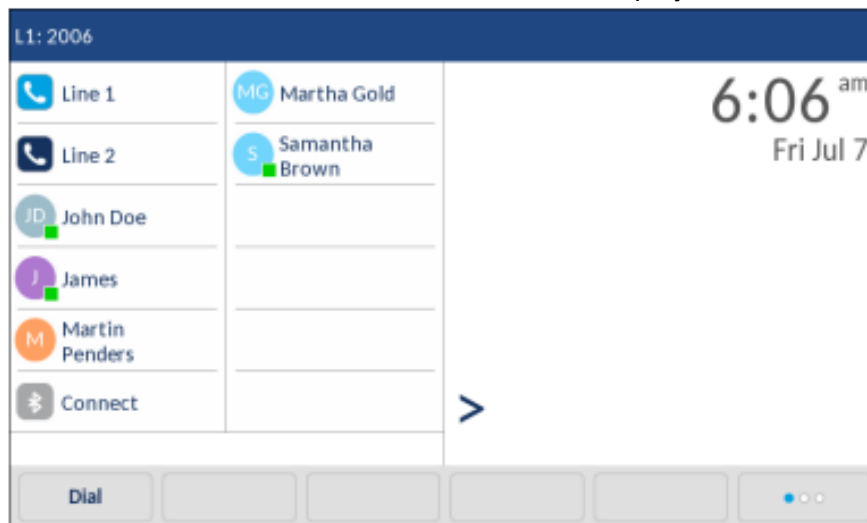 L1: 2006
Line 1
Line 2
JD John Doe
J James
M Martin
Penders
Connect
MG Martha Gold
S Samantha
Brown
6:06 am
Fri Jul 7
>
Dial